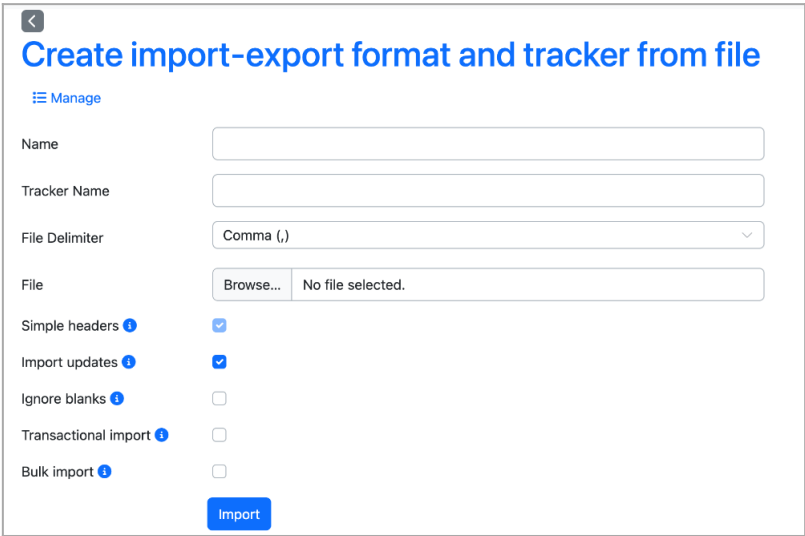 Create import-export format and tracker from file
Manage
Name
Tracker Name
File Delimiter
Comma (,)
File
Browse... No file selected.
Simple headers
Import updates
Ignore blanks
Transactional import
Bulk import
Import